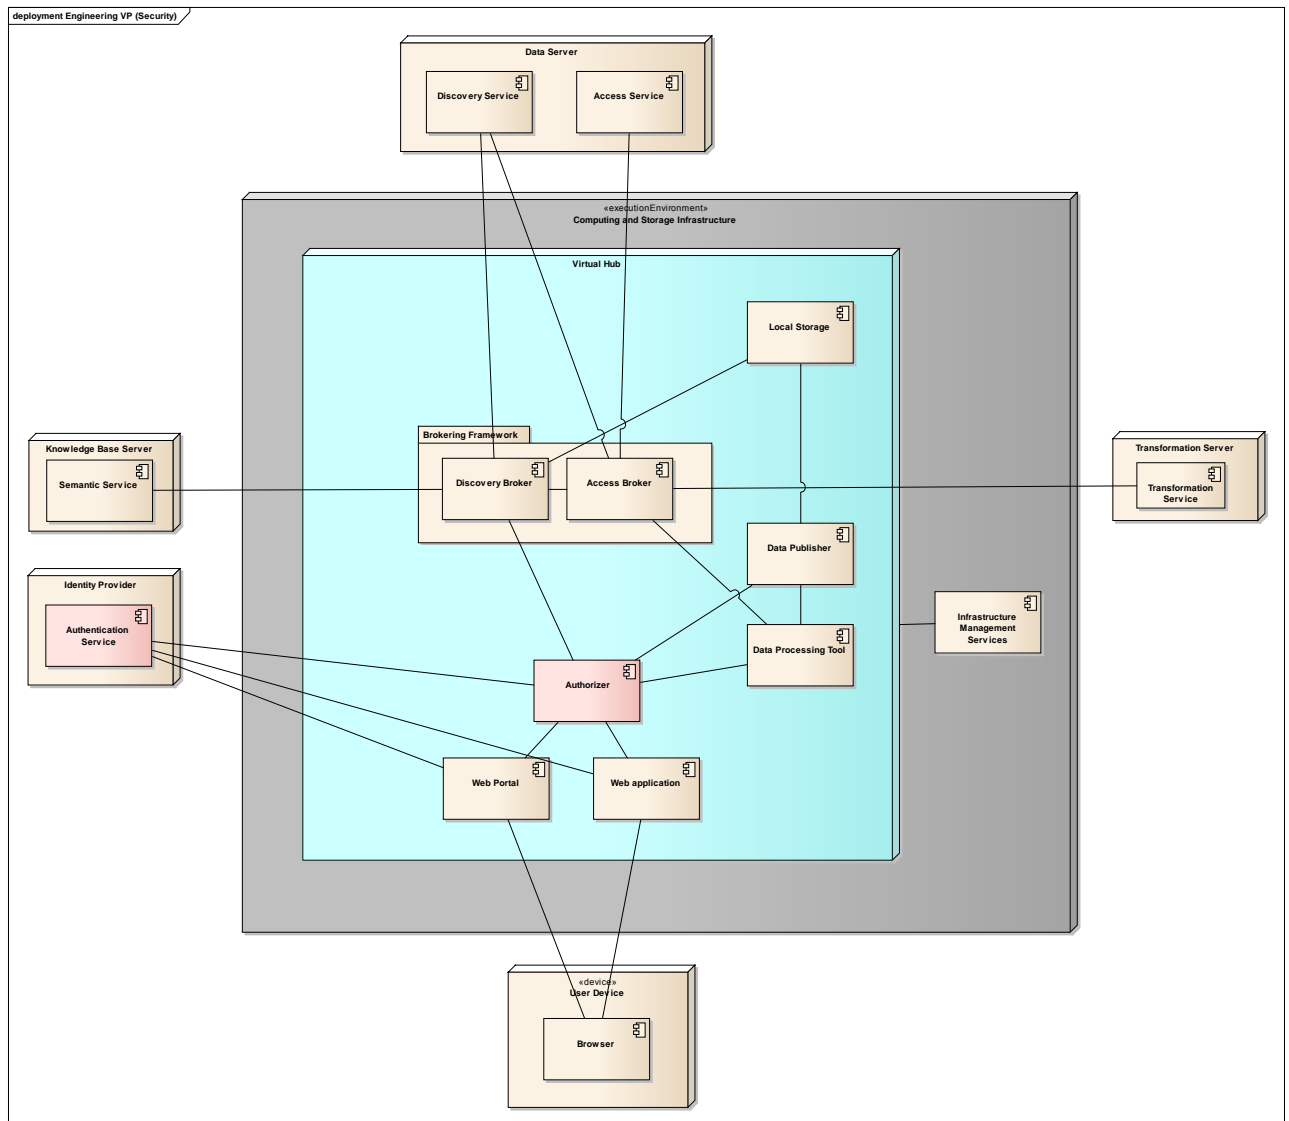 deployment Engineering VP (Security)
Data Server
Discovery Service
Access Service
«executionEnvironment»
Computing and Storage Infrastructure
Virtual Hub
Local Storage
Brokering Framework
Knowledge Base Server
Semantic Service
Discovery Broker
Access Broker
Transformation Server
Transformation
Service
Data Publisher
Identity Provider
Authentication
Service
Infrastructure
Management
Services
Data Processing Tool
Authorizer
Web Portal
Web application
«device»
User Device
Browser